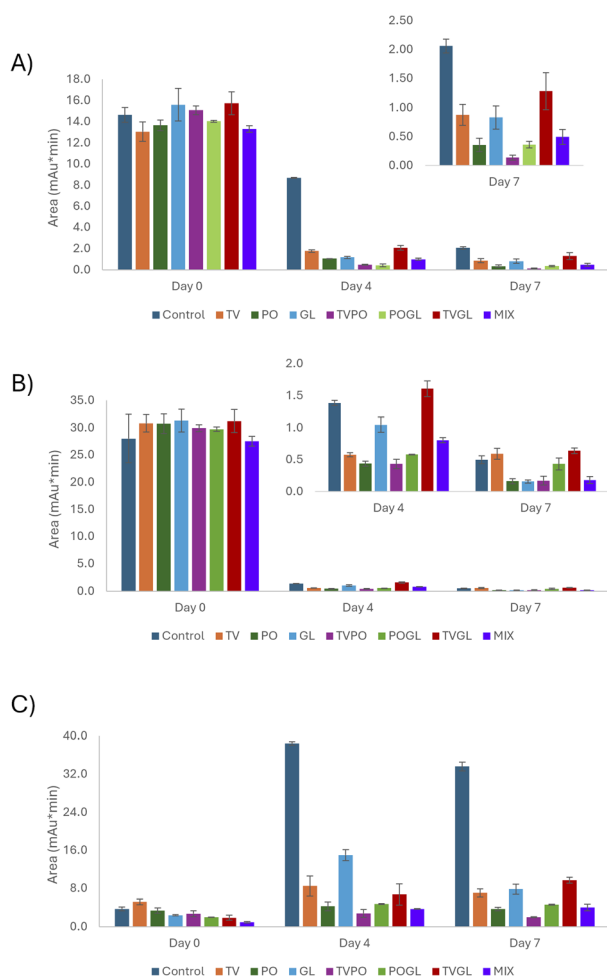 A)
Area (mAu*min)
18.0
16.0
14.0
12.0
10.0
8.0
6.0
4.0
2.0
0.0
2.50
2.00
1.50
1.00
0.50
0.00
Day 7
Day 0 Day 4 Day 7
Control TV PO GL TVPO POGL TVGL MIX
B)
Area (mAu*min)
35.0
30.0
25.0
20.0
15.0
10.0
5.0
0.0
2.0
1.5
1.0
0.5
0.0
Day 4 Day 7
Day 0 Day 4 Day 7
Control TV PO GL TVPO POGL TVGL MIX
C)
Area (mAu*min)
40.0
32.0
24.0
16.0
8.0
0.0
Day 0 Day 4 Day 7
Control TV PO GL TVPO POGL TVGL MIX